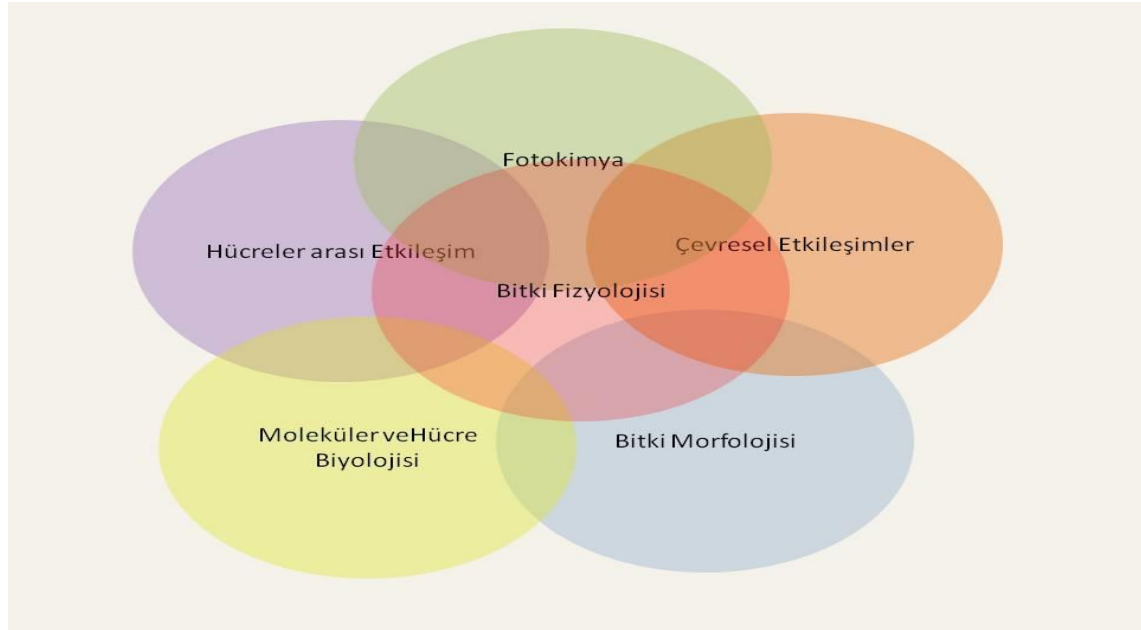 Fotokimya
Hücreler arası Etkileşim
Çevresel Etkileşimler
Bitki Fizyolojisi
Moleküler veHücre
Biyolojisi
Bitki Morfolojisi